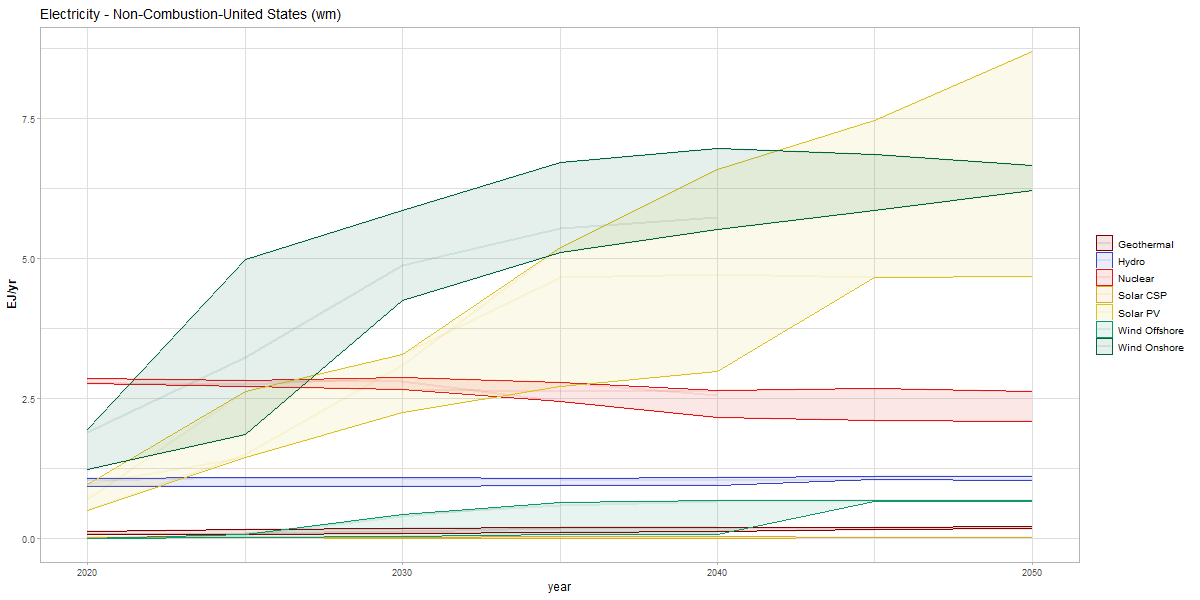 Electricity - Non-Combustion-United States (wm)
EJ/yr
7.5
5.0
2.5
0.0
2020
2030
2040
2050
year
Geothermal
Hydro
Nuclear
Solar CSP
Solar PV
Wind Offshore
Wind Onshore